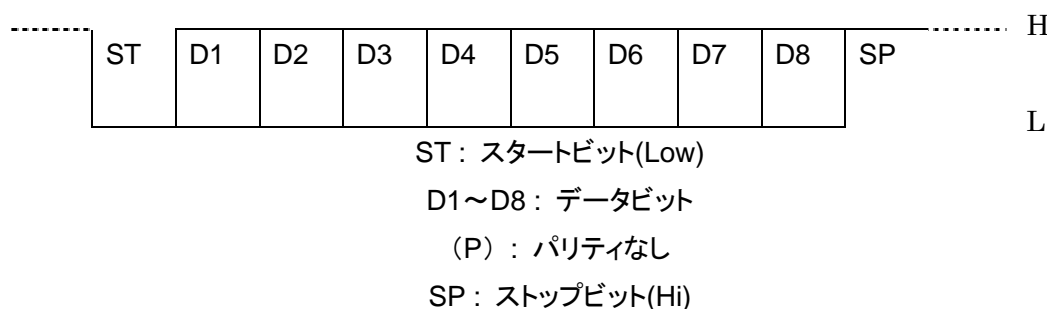 H
ST D1 D2 D3 D4 D5 D6 D7 D8 SP
L
ST : スタートビット(Low)
D1～D8 : データビット
（P） : パリティなし
SP : ストップビット(Hi)